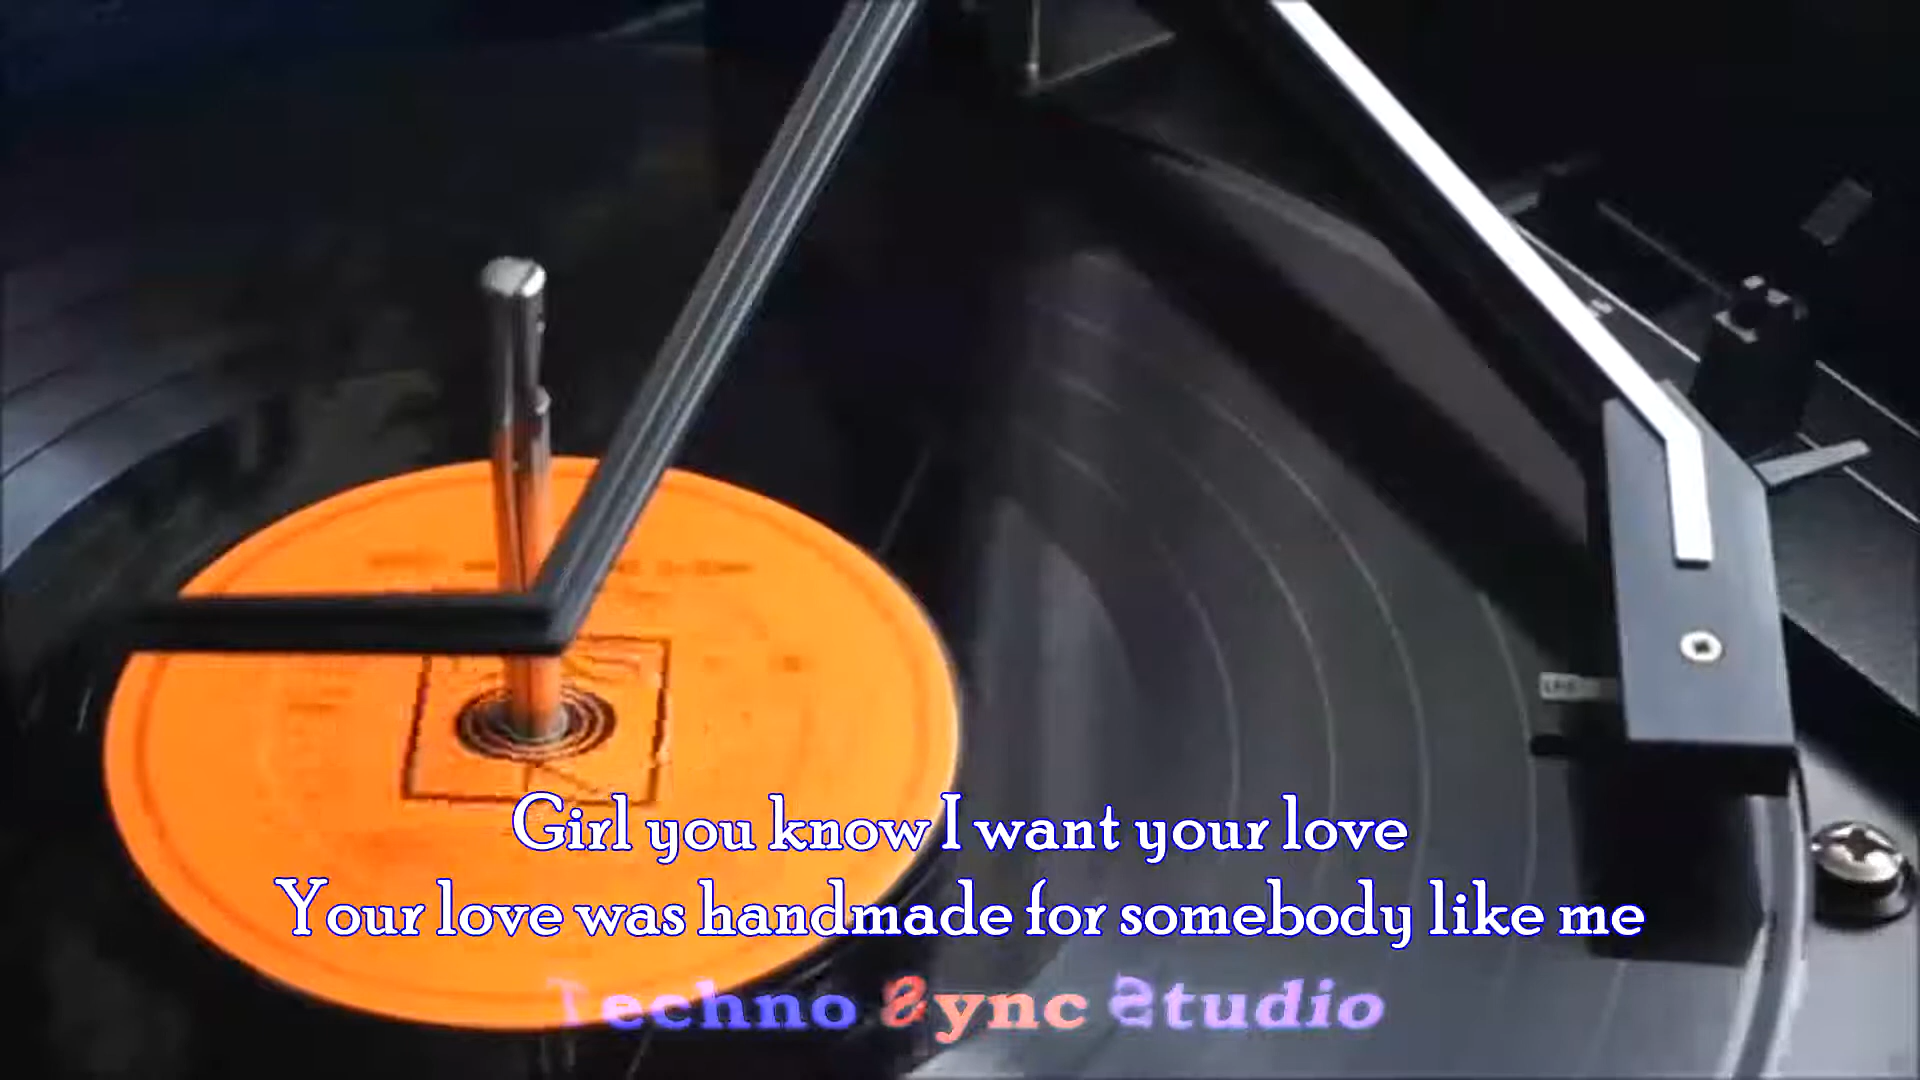 Girl you know I want your love
Your love was handmade for somebody like me
Techno Sync Studio